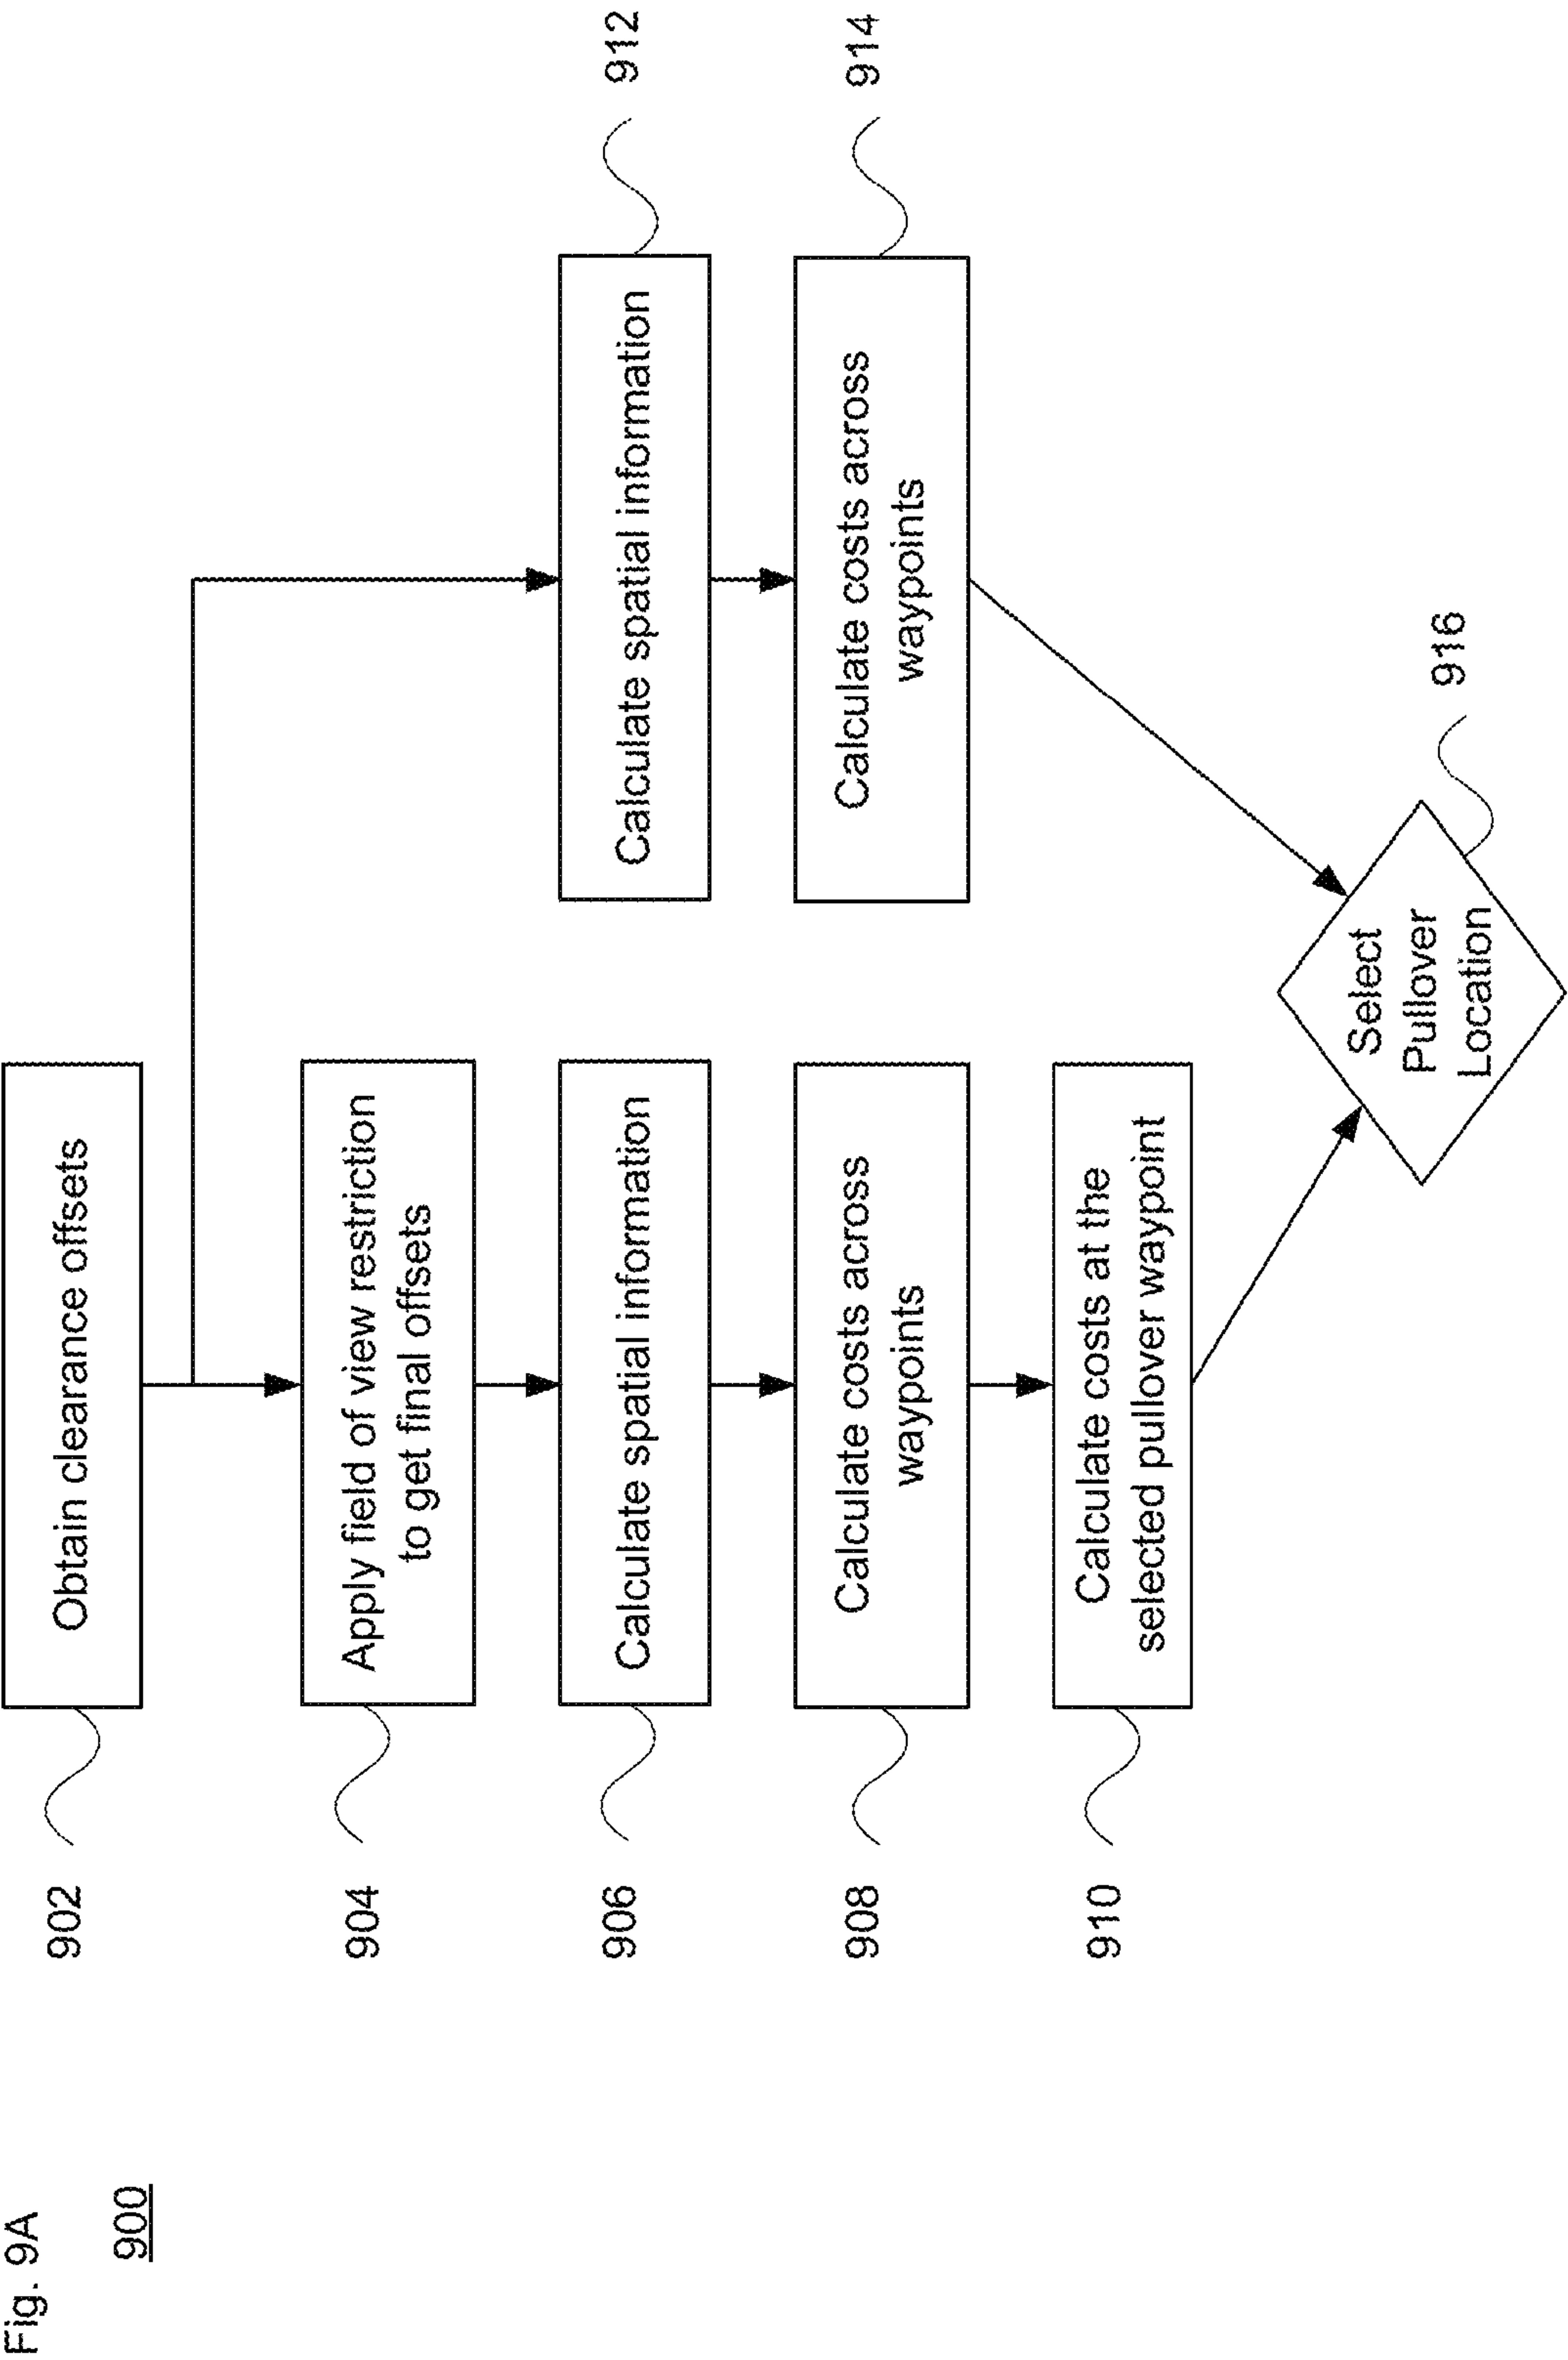 Fig. 9A
900
902
Obtain clearance offsets
904
Apply field of view restriction
to get final offsets
906
Calculate spatial information
912
Calculate spatial information
908
Calculate costs across
waypoints
914
Calculate costs across
waypoints
910
Calculate costs at the
selected pullover waypoint
916
Select
Pullover
Location